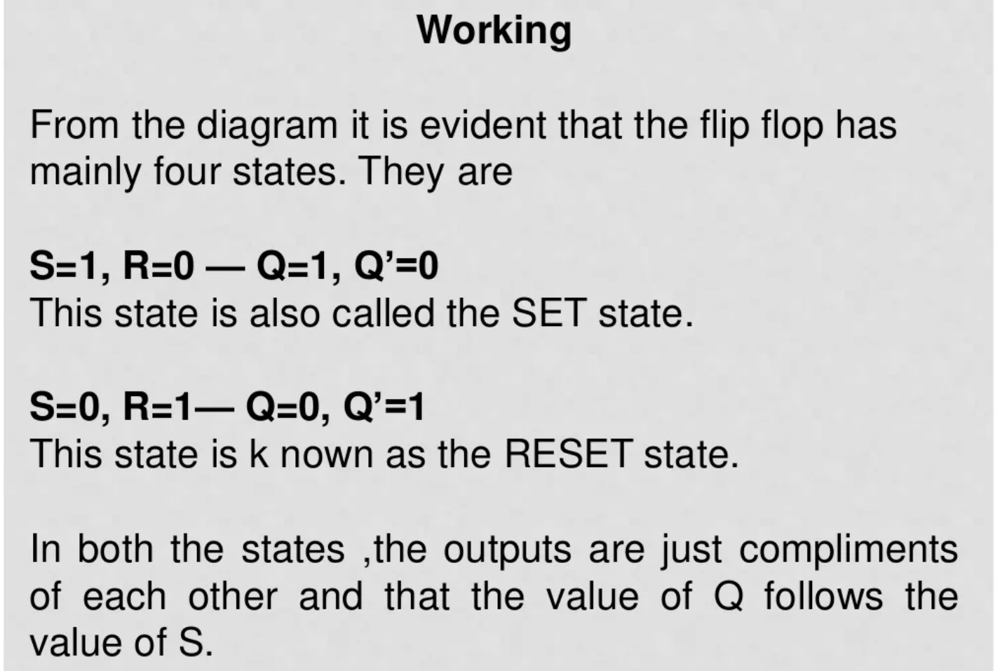 Working
From the diagram it is evident that the flip flop has
mainly four states. They are
S=1, R=0 — Q=1, Q’=0
This state is also called the SET state.
S=0, R=1— Q=0, Q’=1
This state is k nown as the RESET state.
In both the states ,the outputs are just compliments
of each other and that the value of Q follows the
value of S.